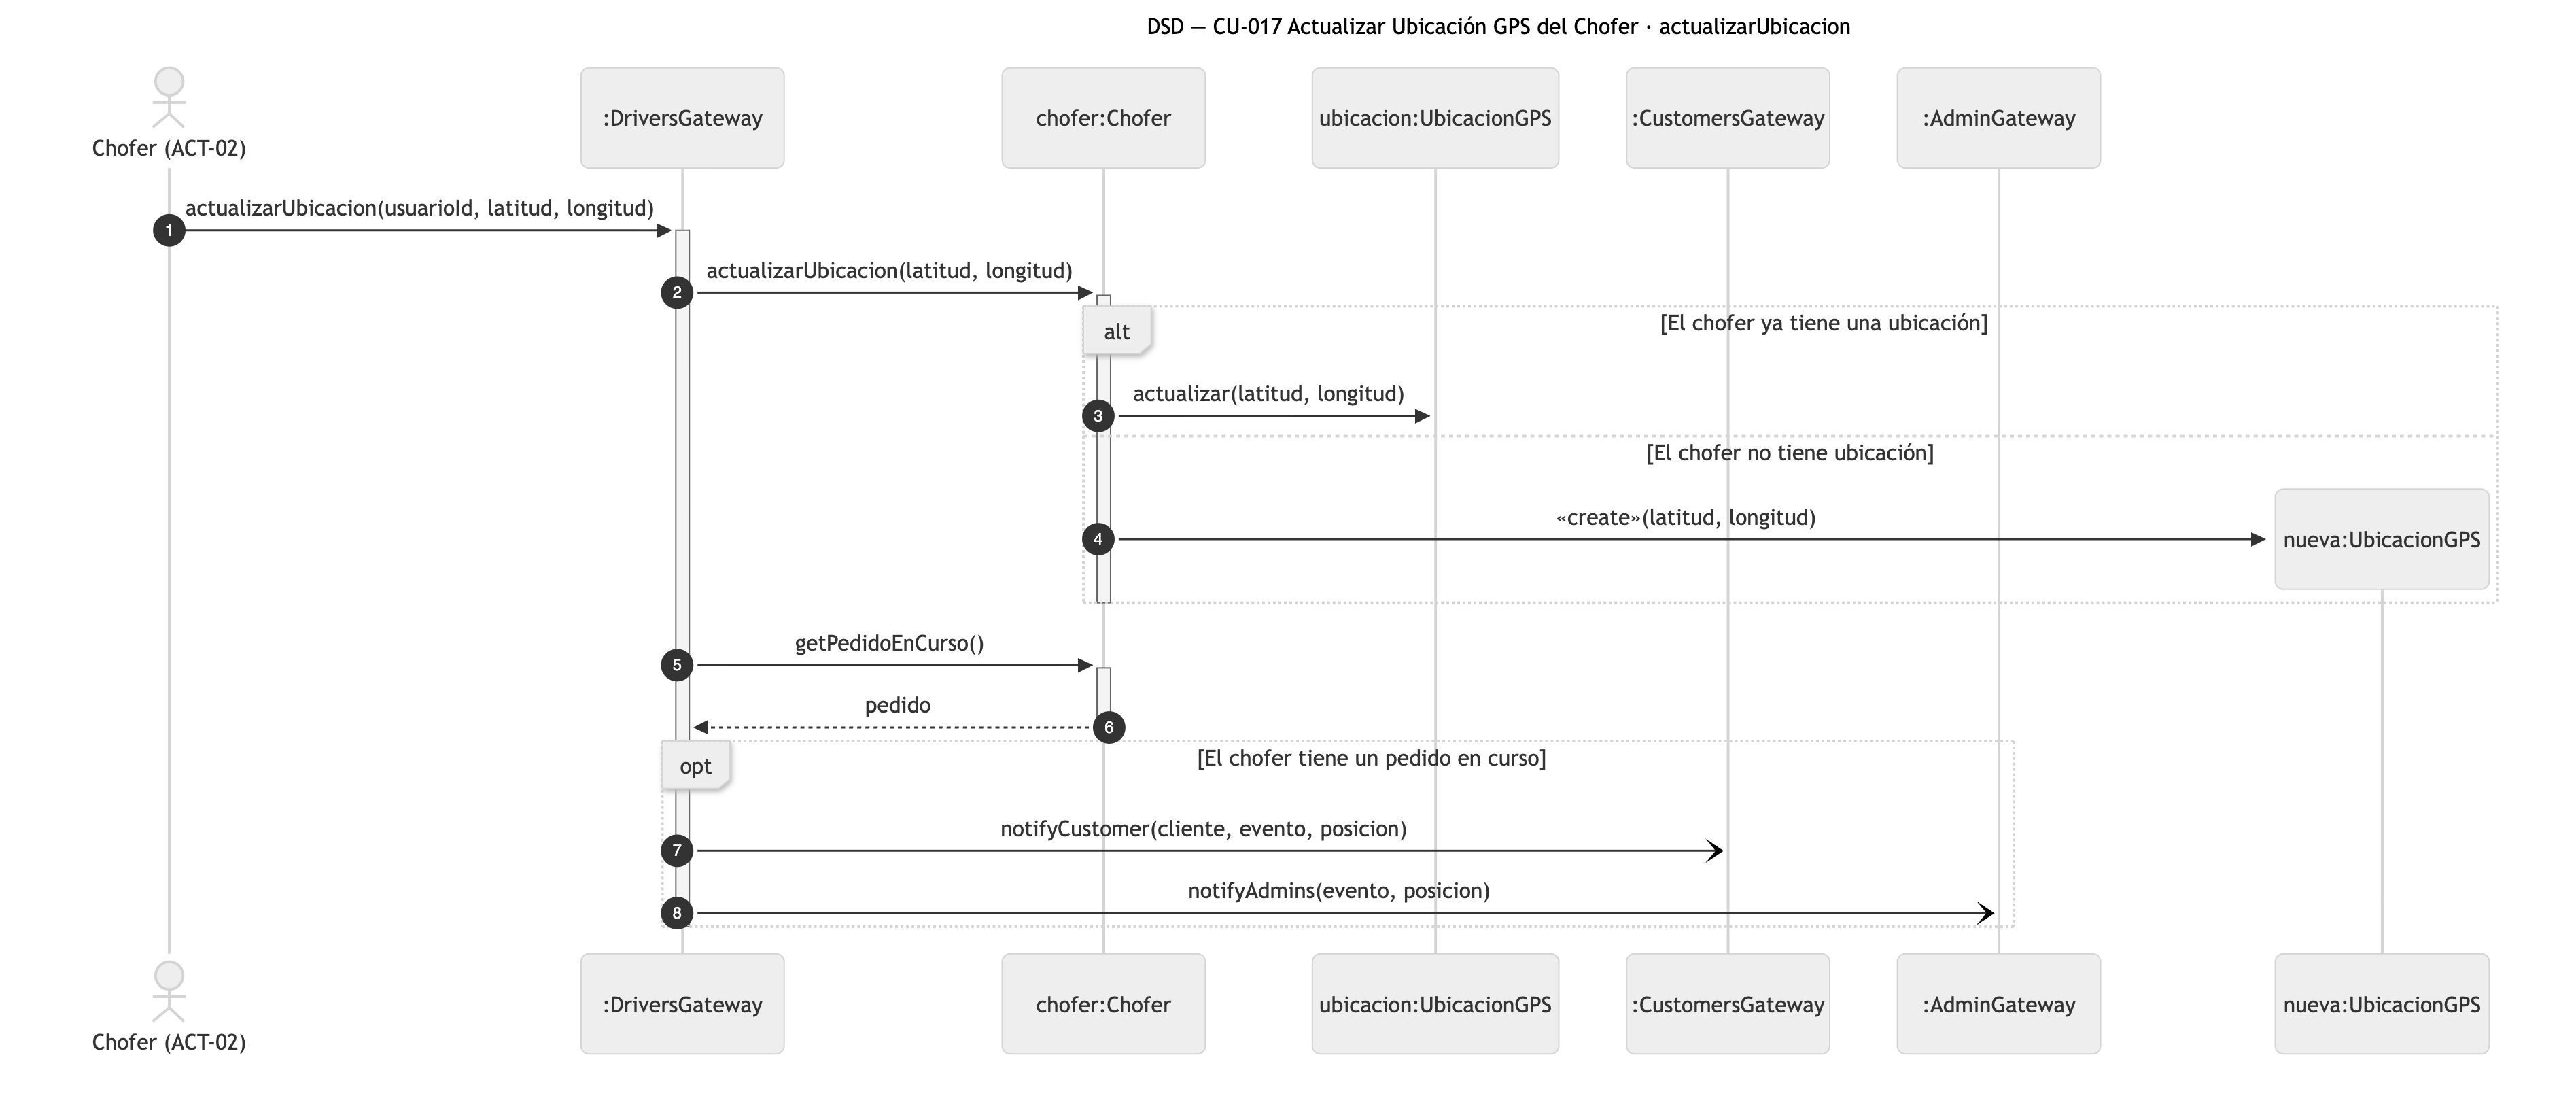 DSD — CU-017 Actualizar Ubicación GPS del Chofer · actualizarUbicacion
Chofer (ACT-02)
:DriversGateway
chofer:Chofer
ubicacion:UbicacionGPS
:CustomersGateway
:AdminGateway
actualizarUbicacion(usuarioId, latitud, longitud)
1
actualizarUbicacion(latitud, longitud)
2
alt
[El chofer ya tiene una ubicación]
actualizar(latitud, longitud)
3
[El chofer no tiene ubicación]
«create»(latitud, longitud)
4
nueva:UbicacionGPS
getPedidoEnCurso()
5
pedido
6
opt
[El chofer tiene un pedido en curso]
notifyCustomer(cliente, evento, posicion)
7
notifyAdmins(evento, posicion)
8
Chofer (ACT-02)
:DriversGateway
chofer:Chofer
ubicacion:UbicacionGPS
:CustomersGateway
:AdminGateway
nueva:UbicacionGPS